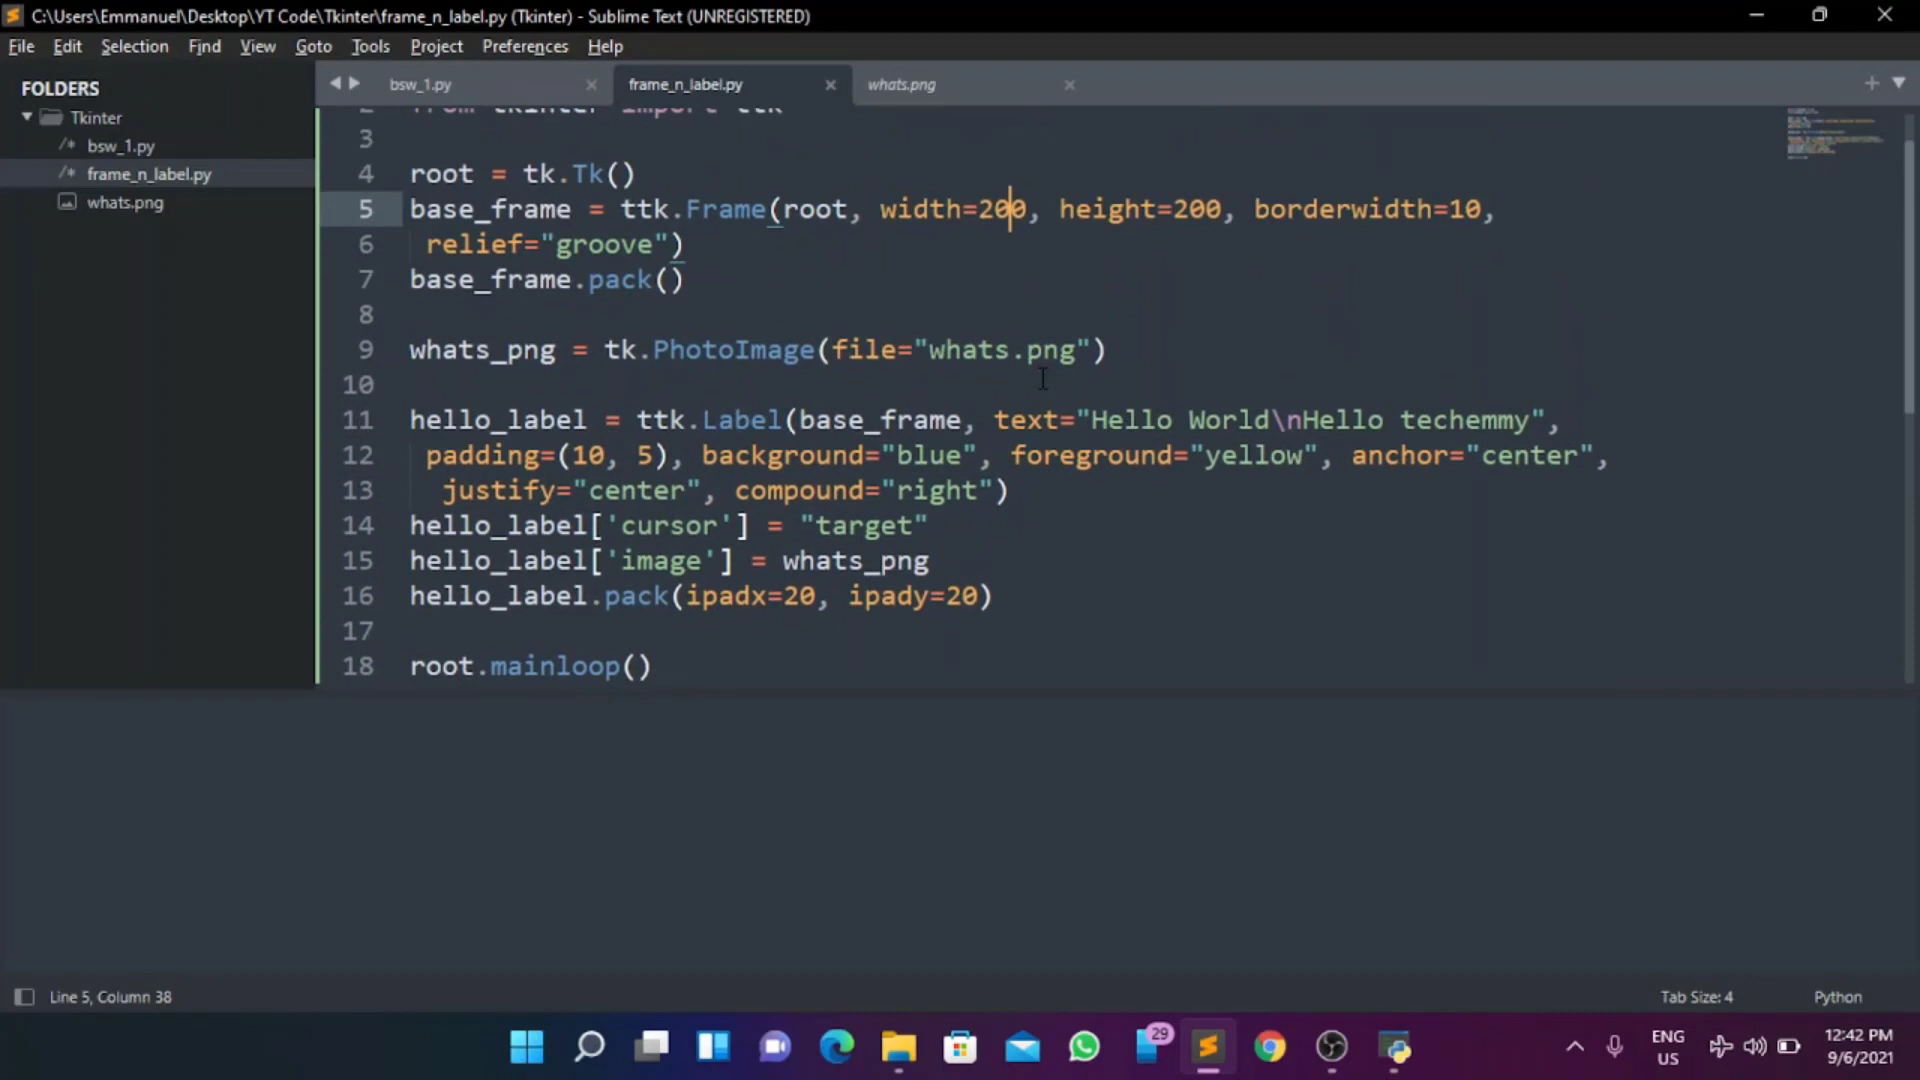 C:\Users\Emmanuel\Desktop\YT Code\Tkinter\frame_n_label.py (Tkinter) - Sublime Text (UNREGISTERED)
File Edit Selection Find View Goto Tools Project Preferences Help
FOLDERS
Tkinter
/* bsw_1.py
/* frame_n_label.py
whats.png
bsw_1.py frame_n_label.py whats.png
2 from tkinter import ttk
3
4 root = tk.Tk()
5 base_frame = ttk.Frame(root, width=200, height=200, borderwidth=10,
6 relief="groove")
7 base_frame.pack()
8
9 whats_png = tk.PhotoImage(file="whats.png")
10
11 hello_label = ttk.Label(base_frame, text="Hello World\nHello techemmy",
12 padding=(10, 5), background="blue", foreground="yellow", anchor="center",
13 justify="center", compound="right")
14 hello_label['cursor'] = "target"
15 hello_label['image'] = whats_png
16 hello_label.pack(ipadx=20, ipady=20)
17
18 root.mainloop()
Line 5, Column 38
Tab Size: 4 Python
29
ENG
US
12:42 PM
9/6/2021